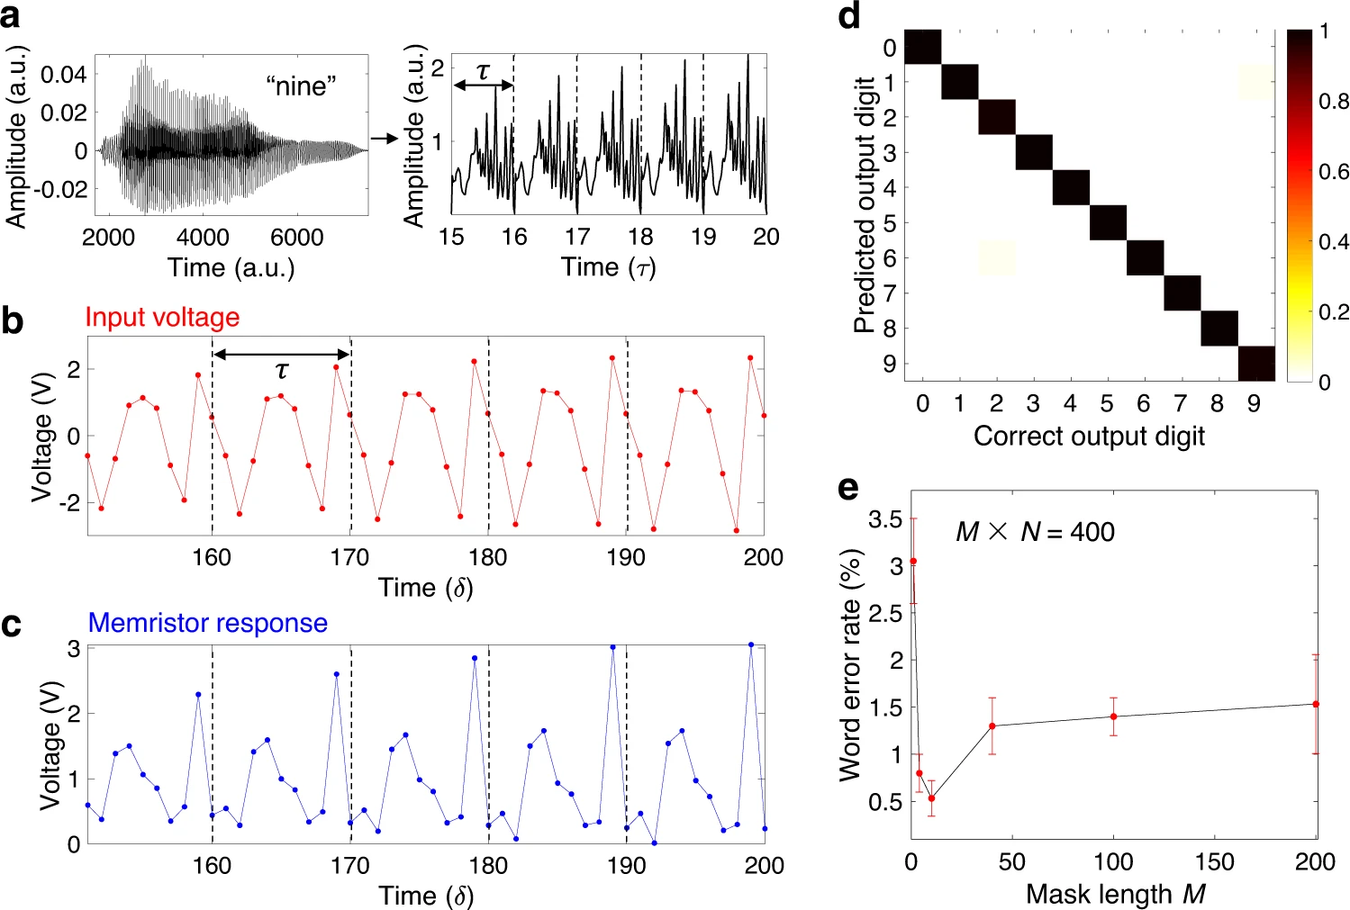 a
Amplitude (a.u.)
0.04
0.02
0
-0.02
"nine"
2000 4000 6000
Time (a.u.)
Amplitude (a.u.)
2
1
τ
15 16 17 18 19 20
Time (τ)
b
Input voltage
Voltage (V)
2
0
-2
τ
160 170 180 190 200
Time (δ)
c
Memristor response
Voltage (V)
3
2
1
0
160 170 180 190 200
Time (δ)
d
Predicted output digit
0
1
2
3
4
5
6
7
8
9
0 1 2 3 4 5 6 7 8 9
Correct output digit
1
0.8
0.6
0.4
0.2
0
e
Word error rate (%)
3.5
3
2.5
2
1.5
1
0.5
M × N = 400
0 50 100 150 200
Mask length M